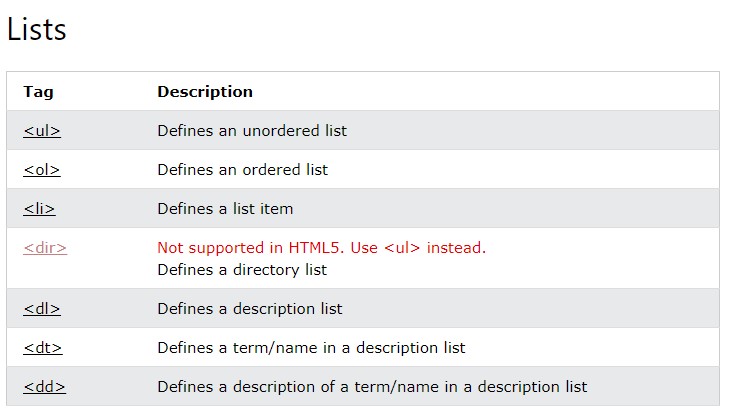 Lists
Tag Description
<ul> Defines an unordered list
<ol> Defines an ordered list
<li> Defines a list item
<dir> Not supported in HTML5. Use <ul> instead.
Defines a directory list
<dl> Defines a description list
<dt> Defines a term/name in a description list
<dd> Defines a description of a term/name in a description list